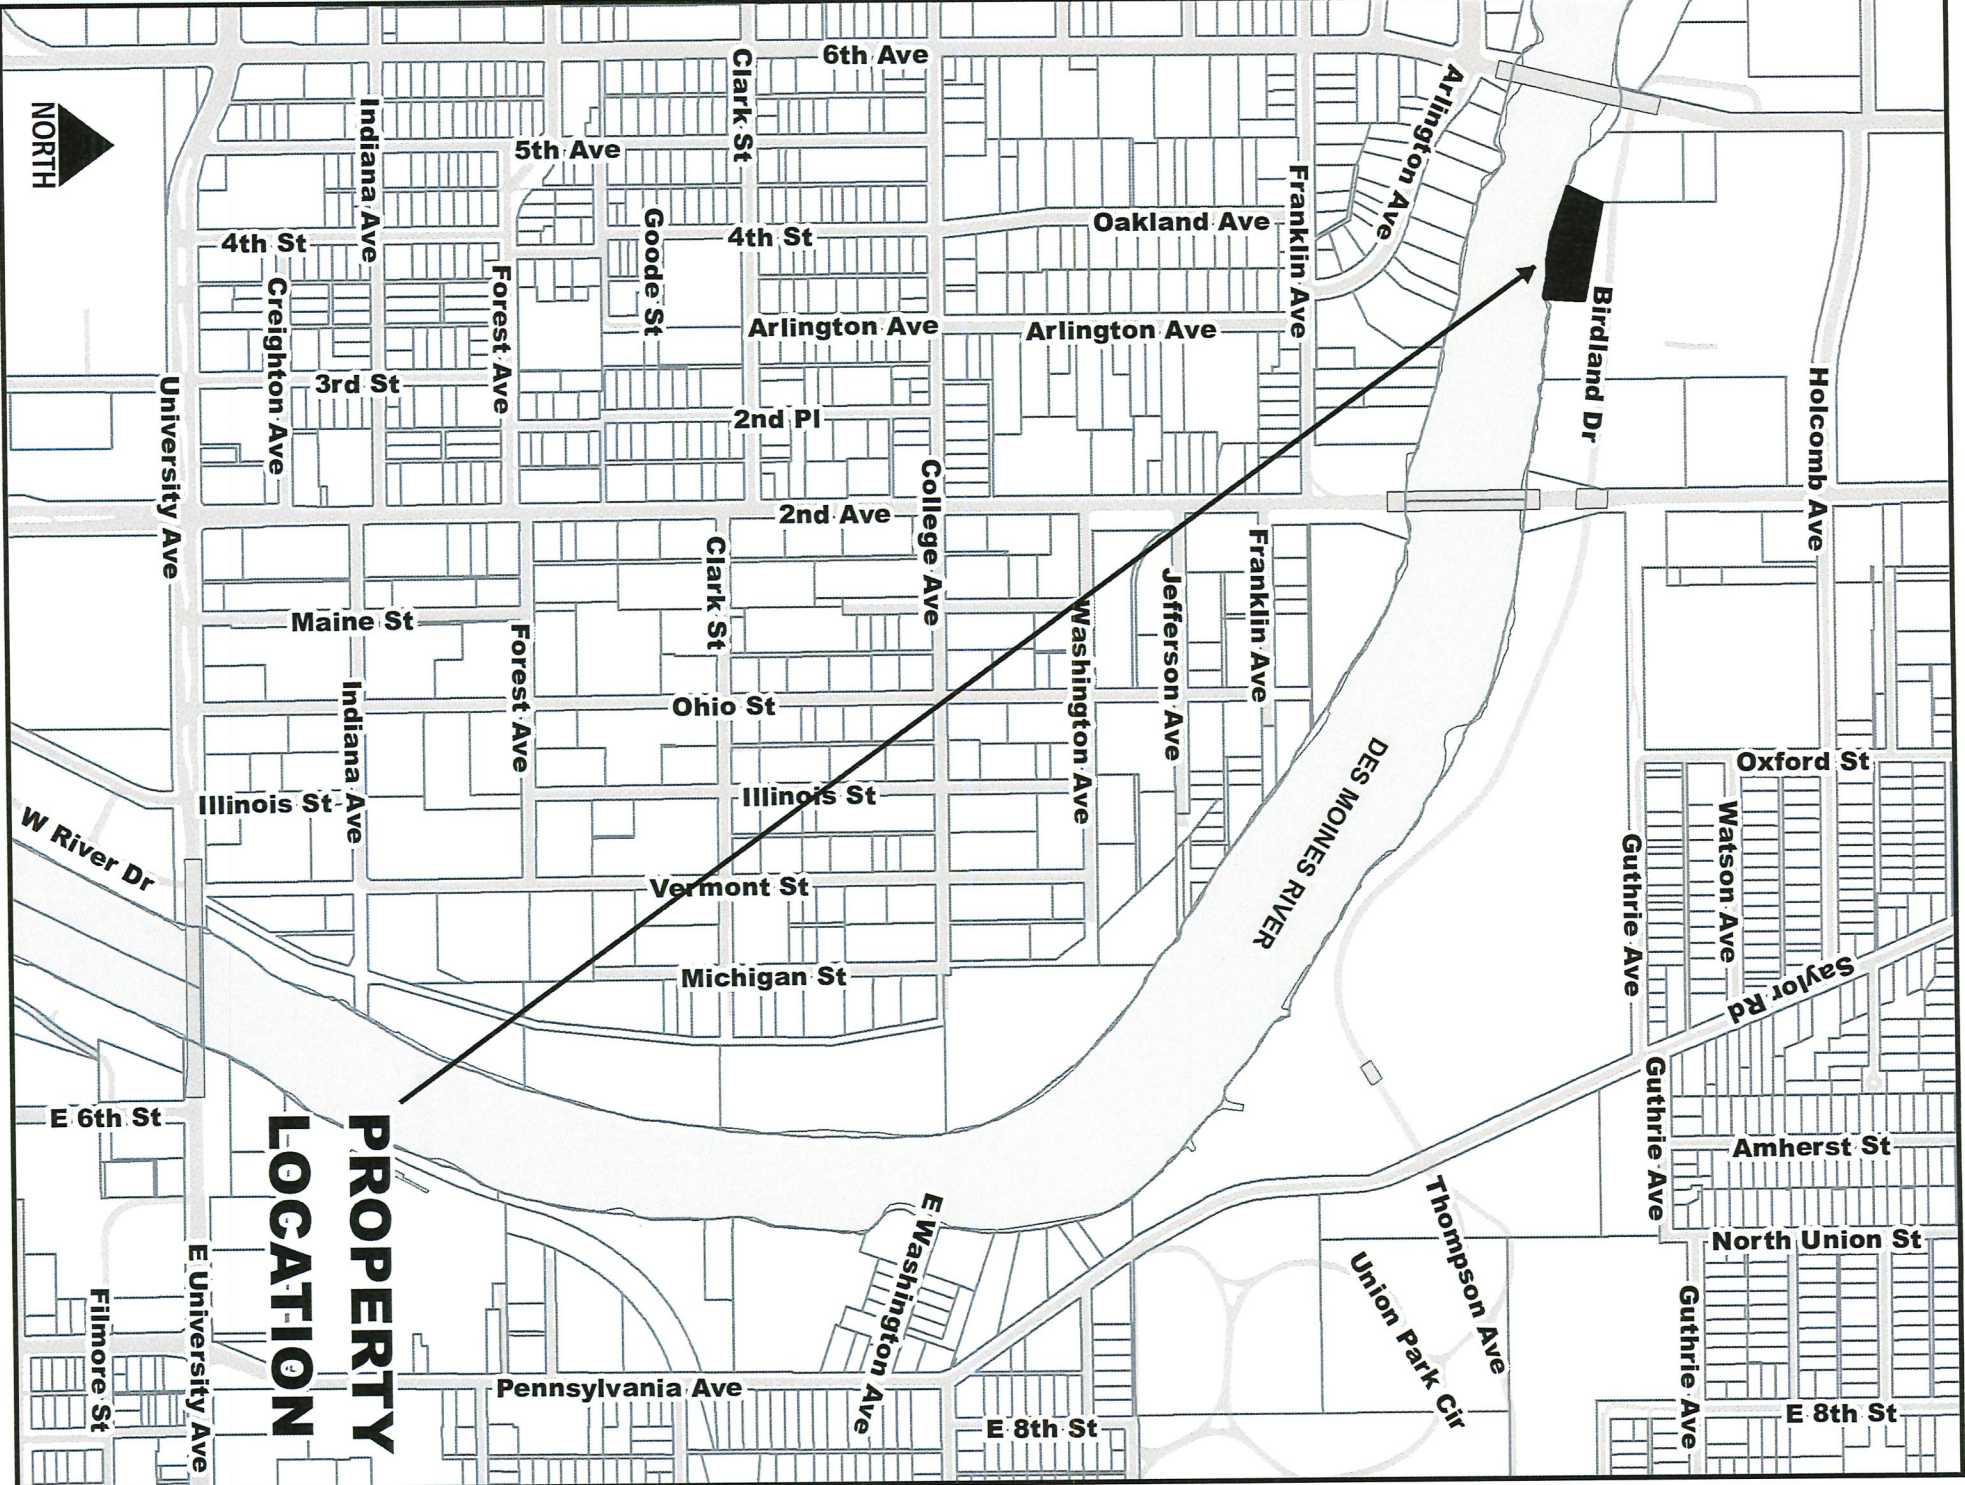 6th Ave
Clark St
Arlington Ave
NORTH
Indiana Ave
5th Ave
Franklin Ave
4th St
Goode St
4th St
Oakland Ave
Creighton Ave
Forest Ave
Arlington Ave
Arlington Ave
Birdland Dr
University Ave
3rd St
2nd Pl
Holcomb Ave
College Ave
2nd Ave
Clark St
Franklin Ave
Jefferson Ave
Washington Ave
Maine St
Forest Ave
Indiana Ave
Ohio St
DES MOINES RIVER
Oxford St
Illinois St
Illinois St
Watson Ave
Guthrie Ave
W River Dr
Vermont St
Michigan St
Saylor Rd
Guthrie Ave
E 6th St
PROPERTY
LOCATION
Amherst St
Thompson Ave
E Washington Ave
North Union St
Union Park Cir
E University Ave
Filmore St
Guthrie Ave
Pennsylvania Ave
E 8th St
E 8th St